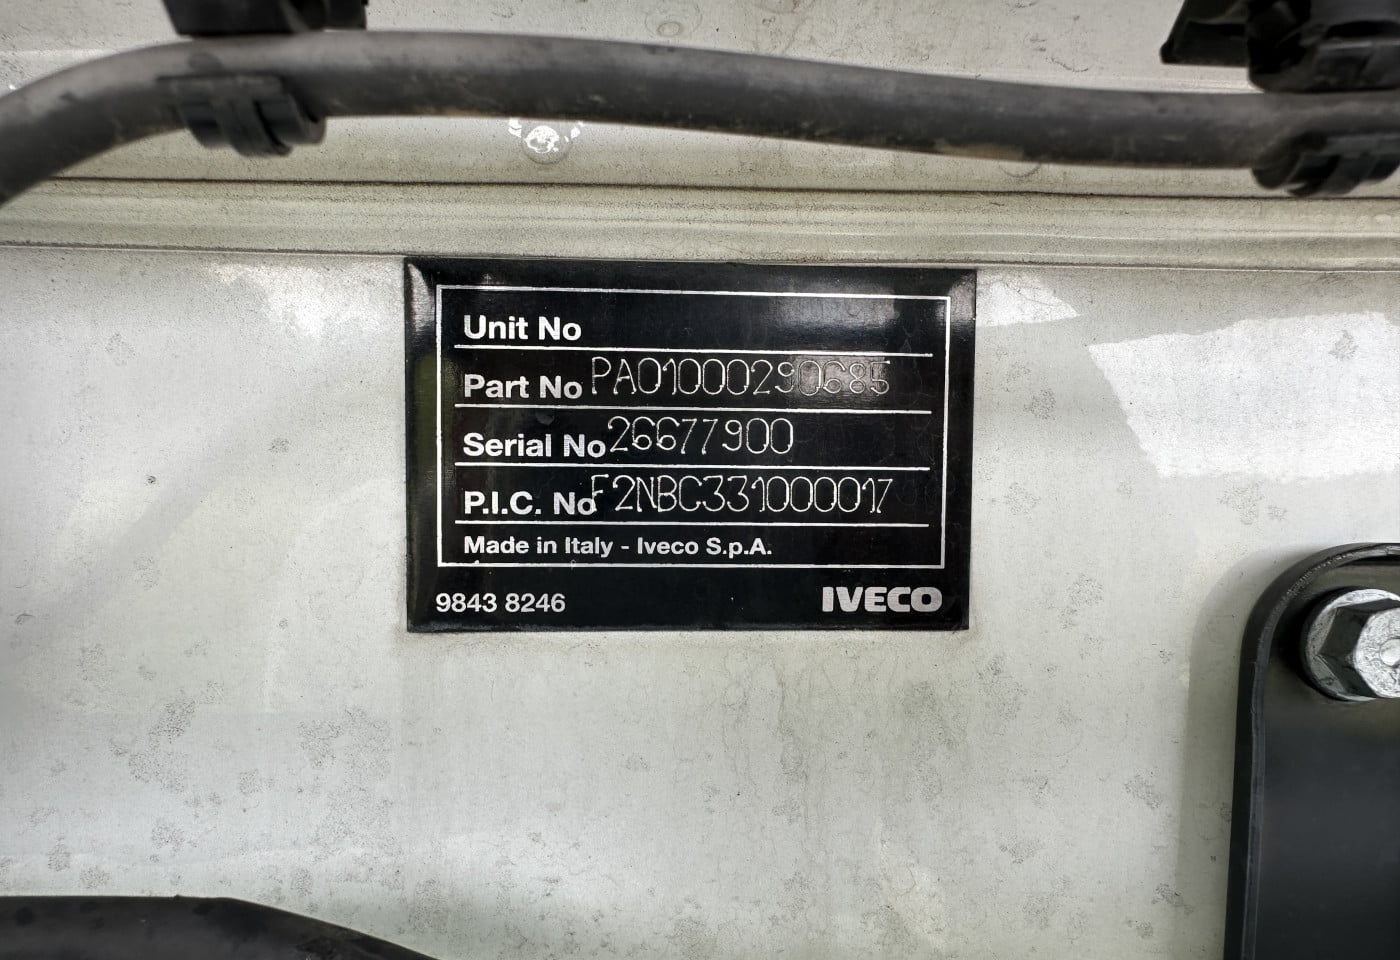 Unit No
Part No PA01000290685
Serial No 26677900
P.I.C. No F2NBC331000017
Made in Italy - Iveco S.p.A.
9843 8246 IVECO